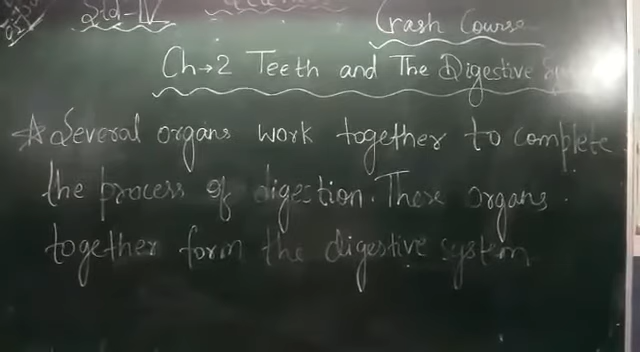 Std-IV
Crash Course
Ch→2 Teeth and The Digestive
☆ Several organs work together to complete
the process of digestion. These organs.
together form the digestive system